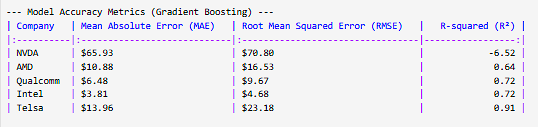 --- Model Accuracy Metrics (Gradient Boosting) ---
| Company | Mean Absolute Error (MAE) | Root Mean Squared Error (RMSE) | R-squared (R²) |
|:----------|:----------------------------|:---------------------------------|-----------------:|
| NVDA | $65.93 | $70.80 | -6.52 |
| AMD | $10.88 | $16.53 | 0.64 |
| Qualcomm | $6.48 | $9.67 | 0.72 |
| Intel | $3.81 | $4.68 | 0.72 |
| Telsa | $13.96 | $23.18 | 0.91 |